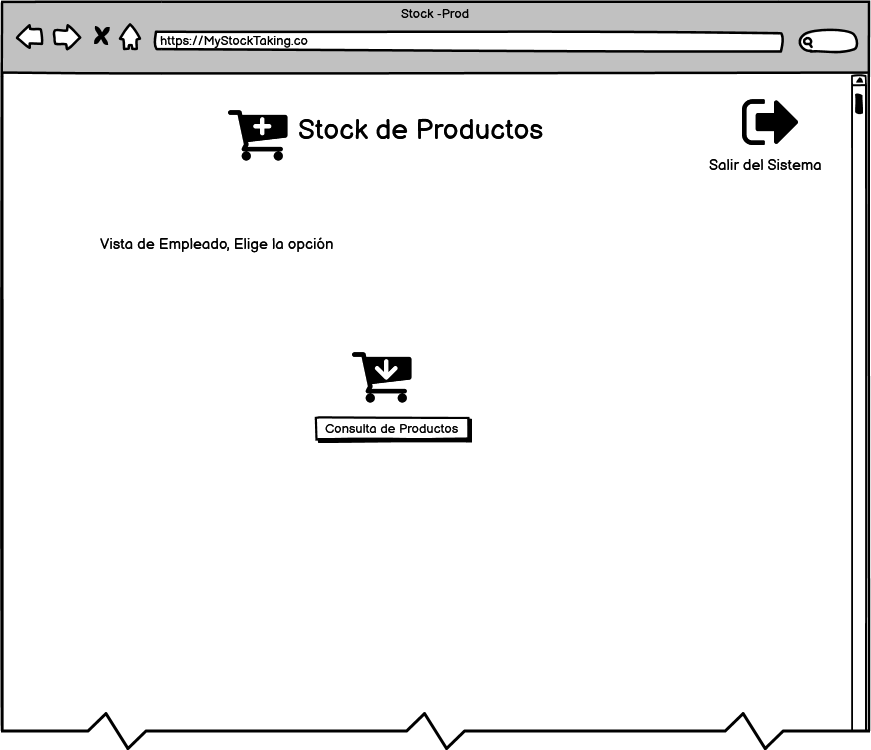 Stock -Prod
https://MyStockTaking.co
Stock de Productos
Salir del Sistema
Vista de Empleado, Elige la opción
Consulta de Productos